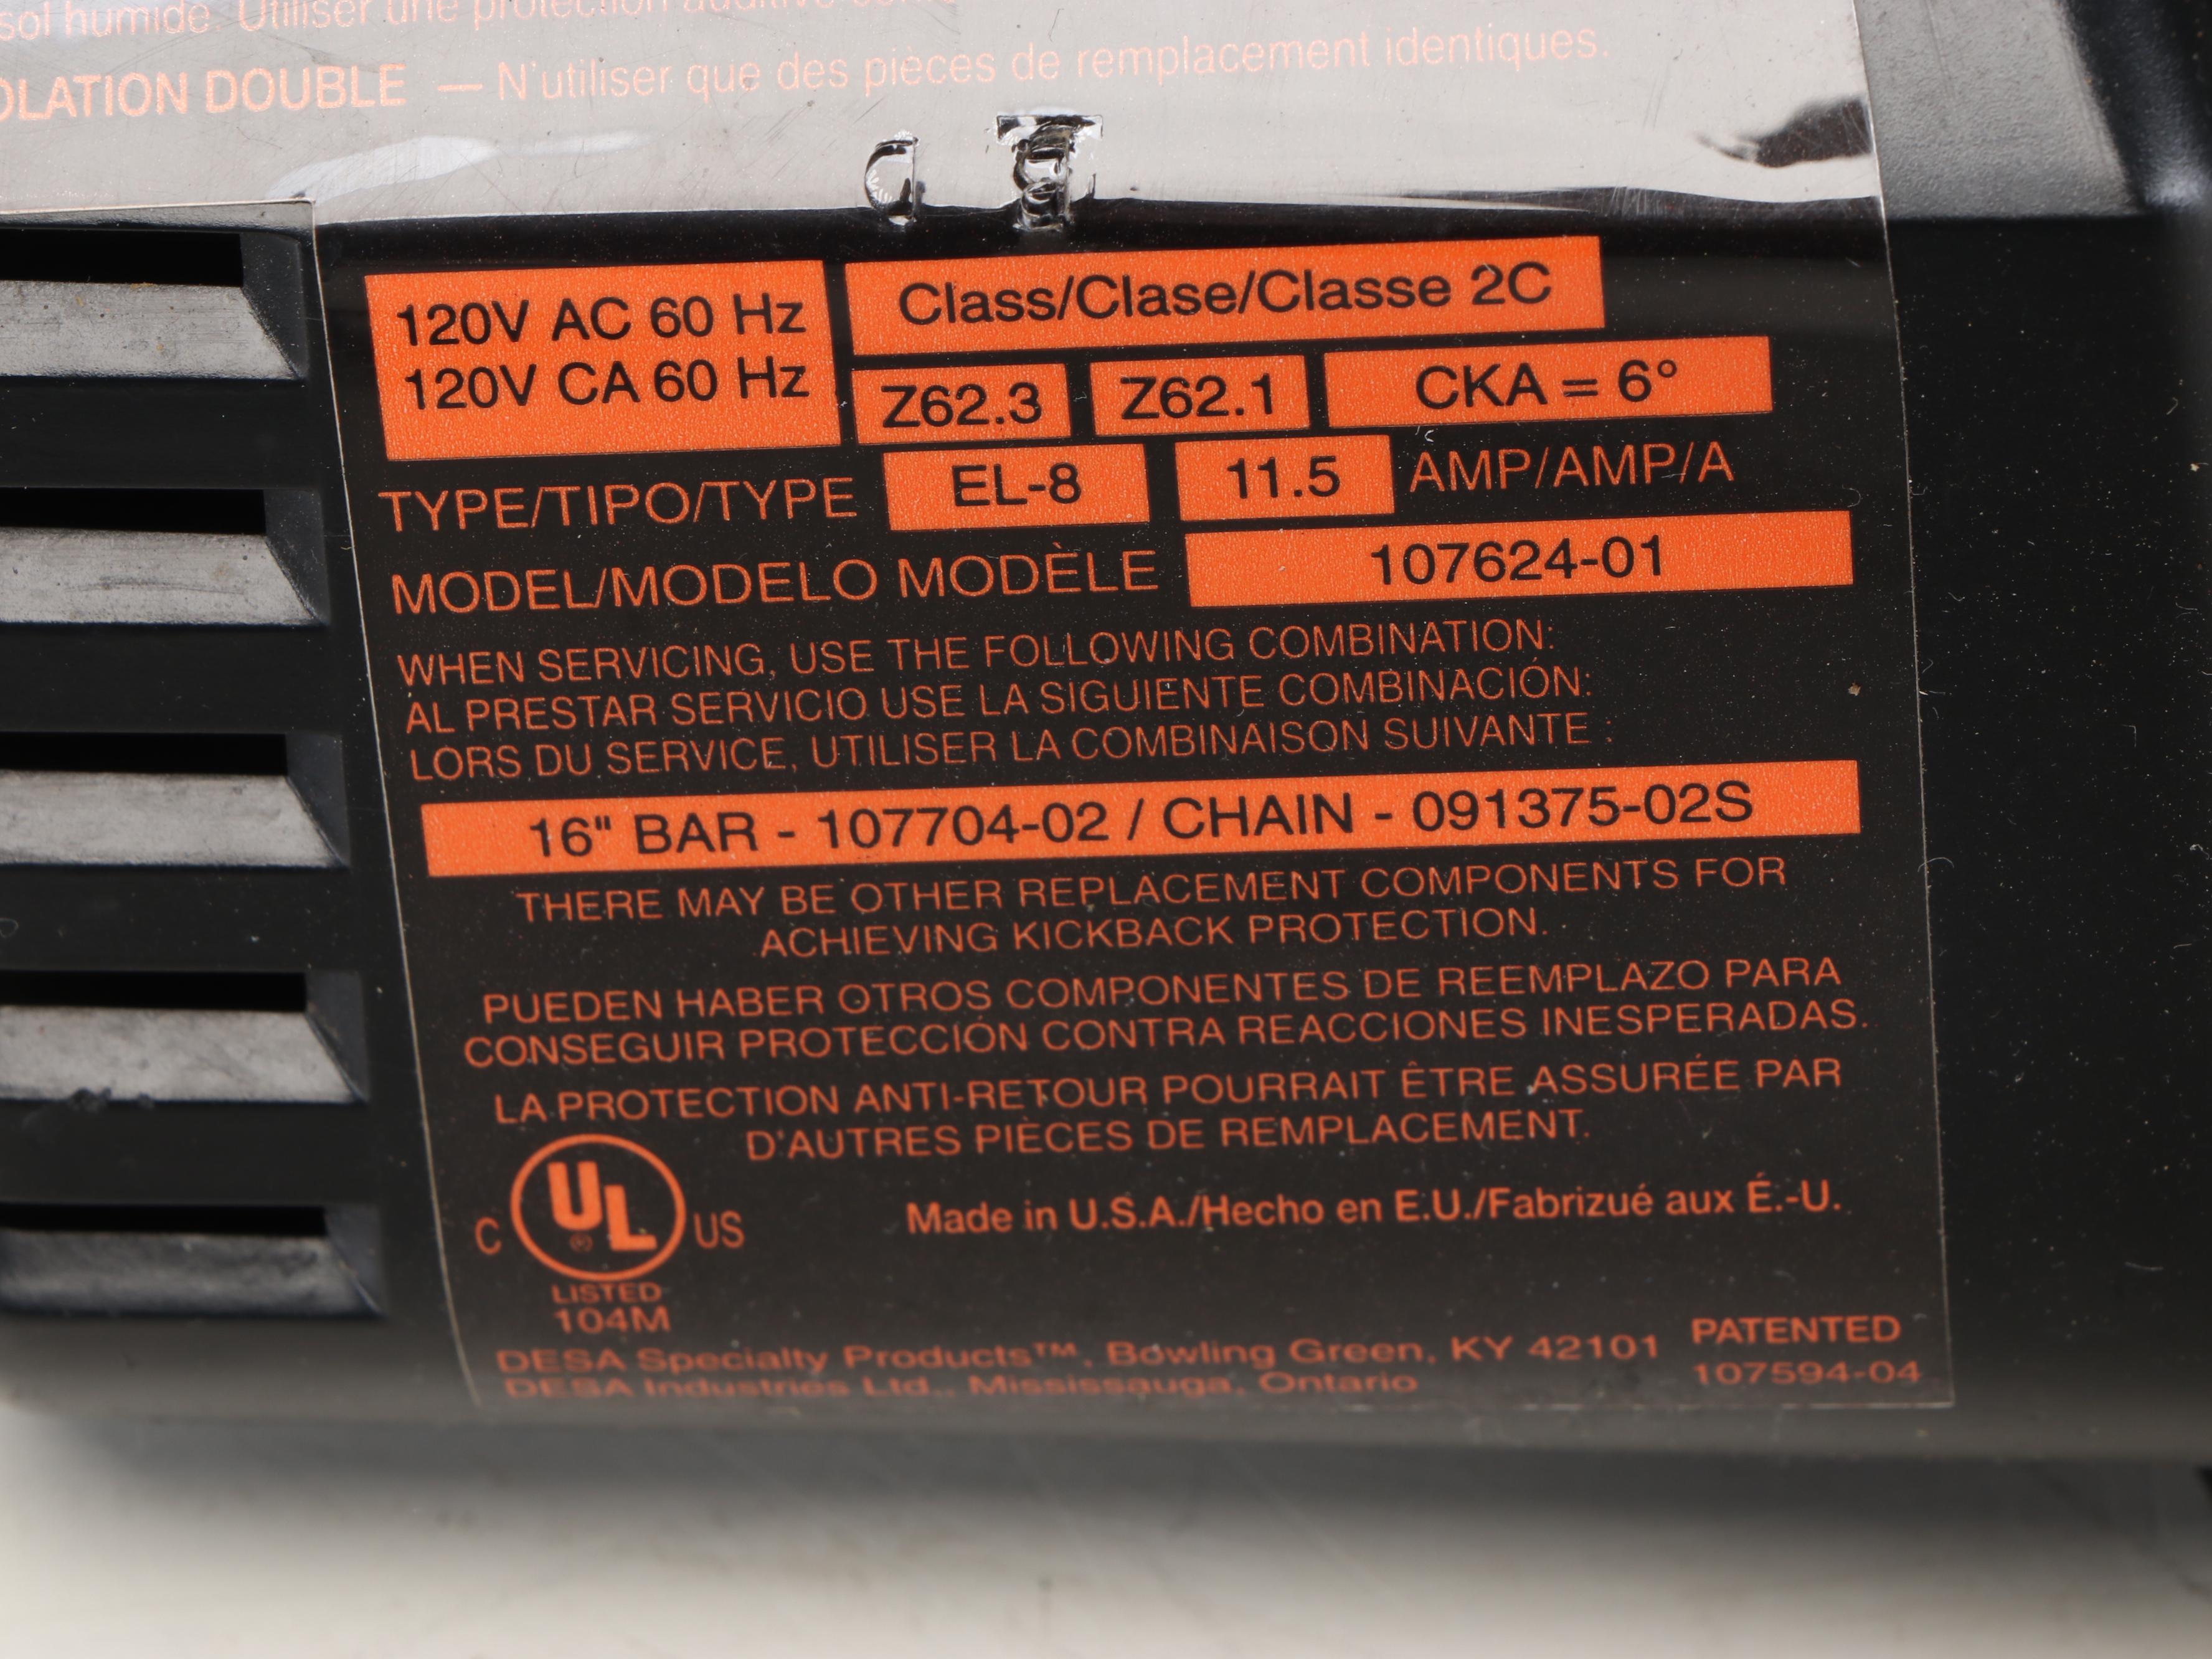 sol humide. Utiliser une protection auditive
OLATION DOUBLE — N'utiliser que des pièces de remplacement identiques.
120V AC 60 Hz
120V CA 60 Hz
Class/Clase/Classe 2C
Z62.3 Z62.1 CKA = 6°
TYPE/TIPO/TYPE EL-8 11.5 AMP/AMP/A
MODEL/MODELO MODÈLE 107624-01
WHEN SERVICING, USE THE FOLLOWING COMBINATION:
AL PRESTAR SERVICIO USE LA SIGUIENTE COMBINACIÓN:
LORS DU SERVICE, UTILISER LA COMBINAISON SUIVANTE :
16" BAR - 107704-02 / CHAIN - 091375-02S
THERE MAY BE OTHER REPLACEMENT COMPONENTS FOR
ACHIEVING KICKBACK PROTECTION.
PUEDEN HABER OTROS COMPONENTES DE REEMPLAZO PARA
CONSEGUIR PROTECCIÓN CONTRA REACCIONES INESPERADAS.
LA PROTECTION ANTI-RETOUR POURRAIT ÊTRE ASSURÉE PAR
D'AUTRES PIÈCES DE REMPLACEMENT.
C UL ® US
LISTED
104M
Made in U.S.A./Hecho en E.U./Fabrizué aux É.-U.
DESA Specialty Products™, Bowling Green, KY 42101
DESA Industries Ltd., Mississauga, Ontario
PATENTED
107594-04